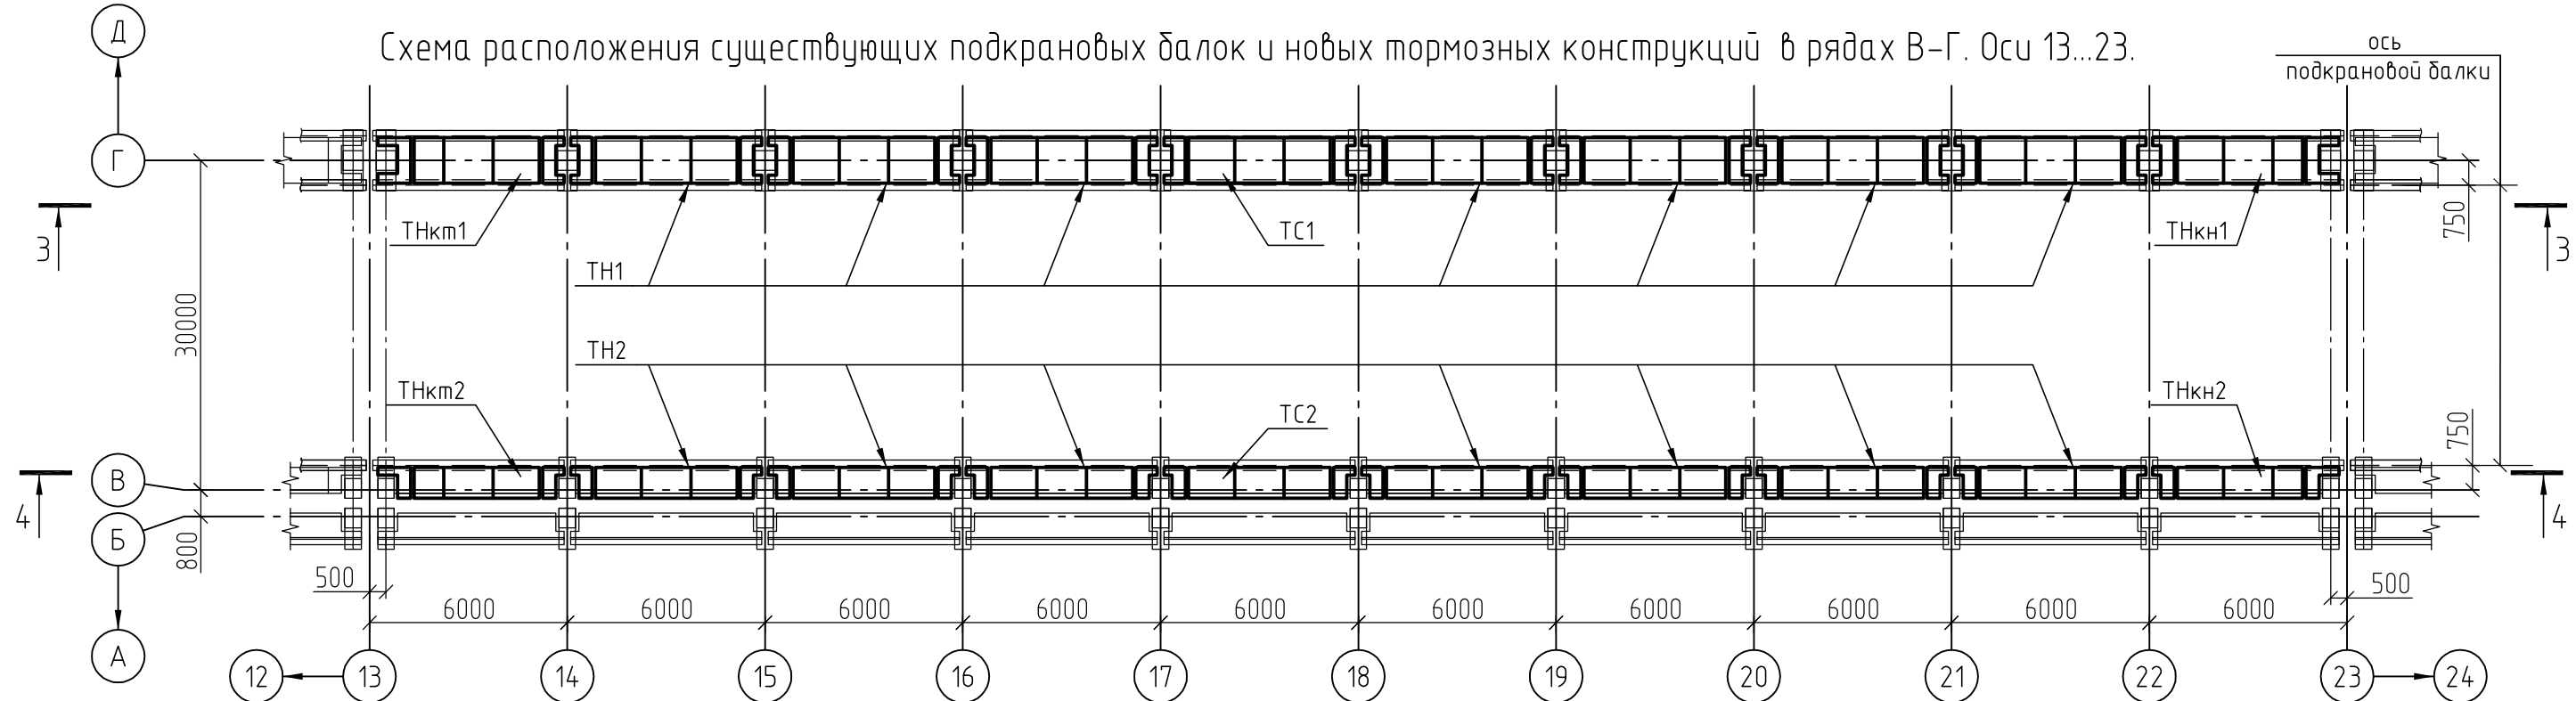 Д
Схема расположения существующих подкрановых балок и новых тормозных конструкций в рядах В-Г. Оси 13...23.
ось
подкрановой балки
Г
ТНкт1
ТС1
ТНкн1
750
3
3
ТН1
30000
ТН2
ТНкт2
ТС2
ТНкн2
750
В
4
4
Б
800
500
500
6000 6000 6000 6000 6000 6000 6000 6000 6000 6000
А
12 13 14 15 16 17 18 19 20 21 22 23 24